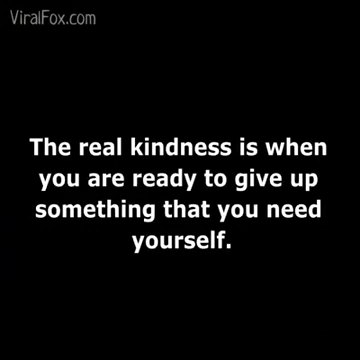 ViralFox.com
The real kindness is when
you are ready to give up
something that you need
yourself.